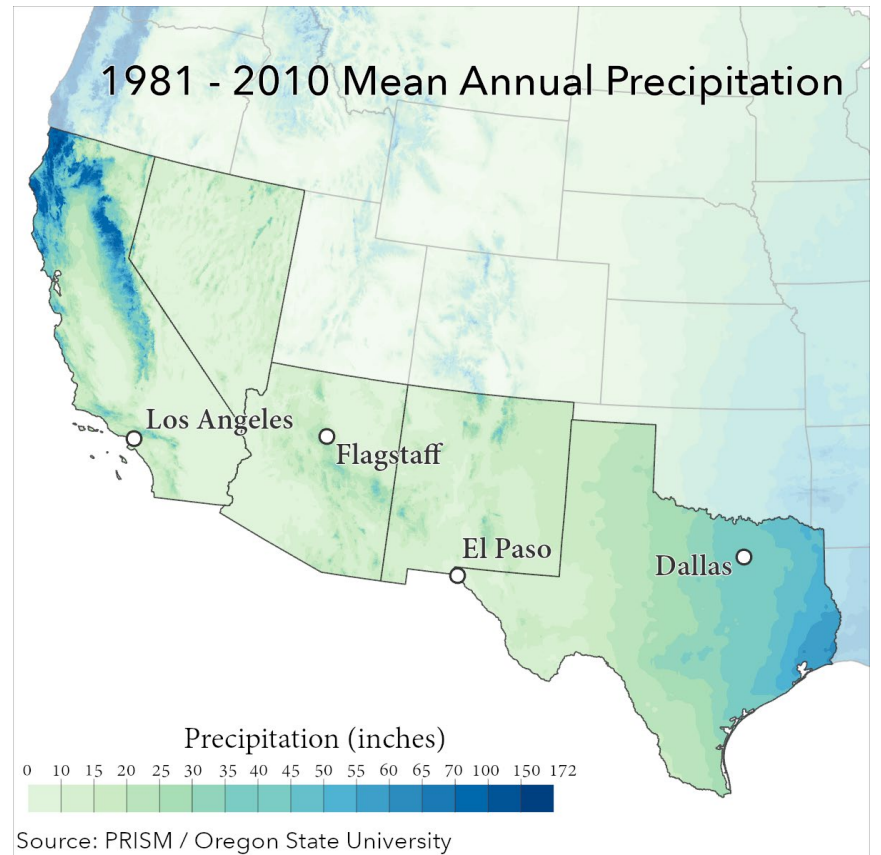 1981 - 2010 Mean Annual Precipitation
Los Angeles
Flagstaff
El Paso
Dallas
Precipitation (inches)
0 10 15 20 25 30 35 40 45 55 60 65 70 100 150 172
Source: PRISM / Oregon State University